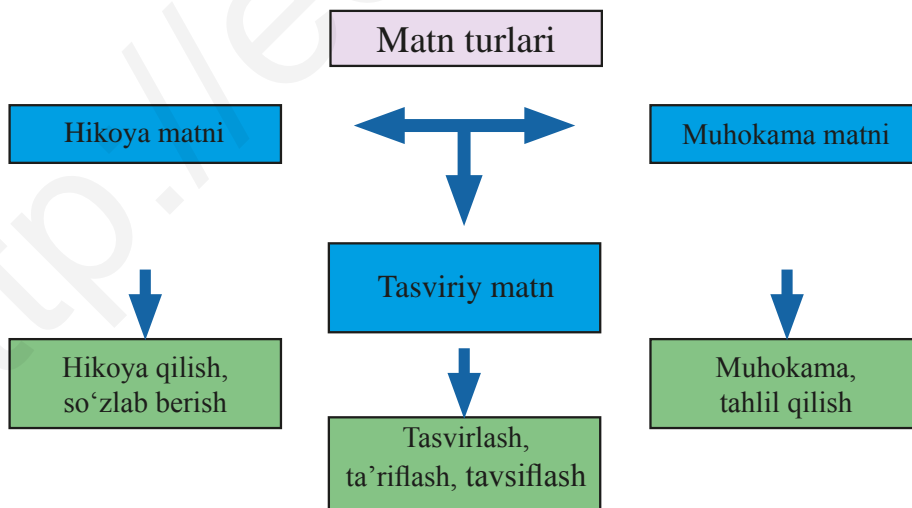 Matn turlari
Hikoya matni
Muhokama matni
Tasviriy matn
Hikoya qilish,
so‘zlab berish
Muhokama,
tahlil qilish
Tasvirlash,
ta’riflash, tavsiflash